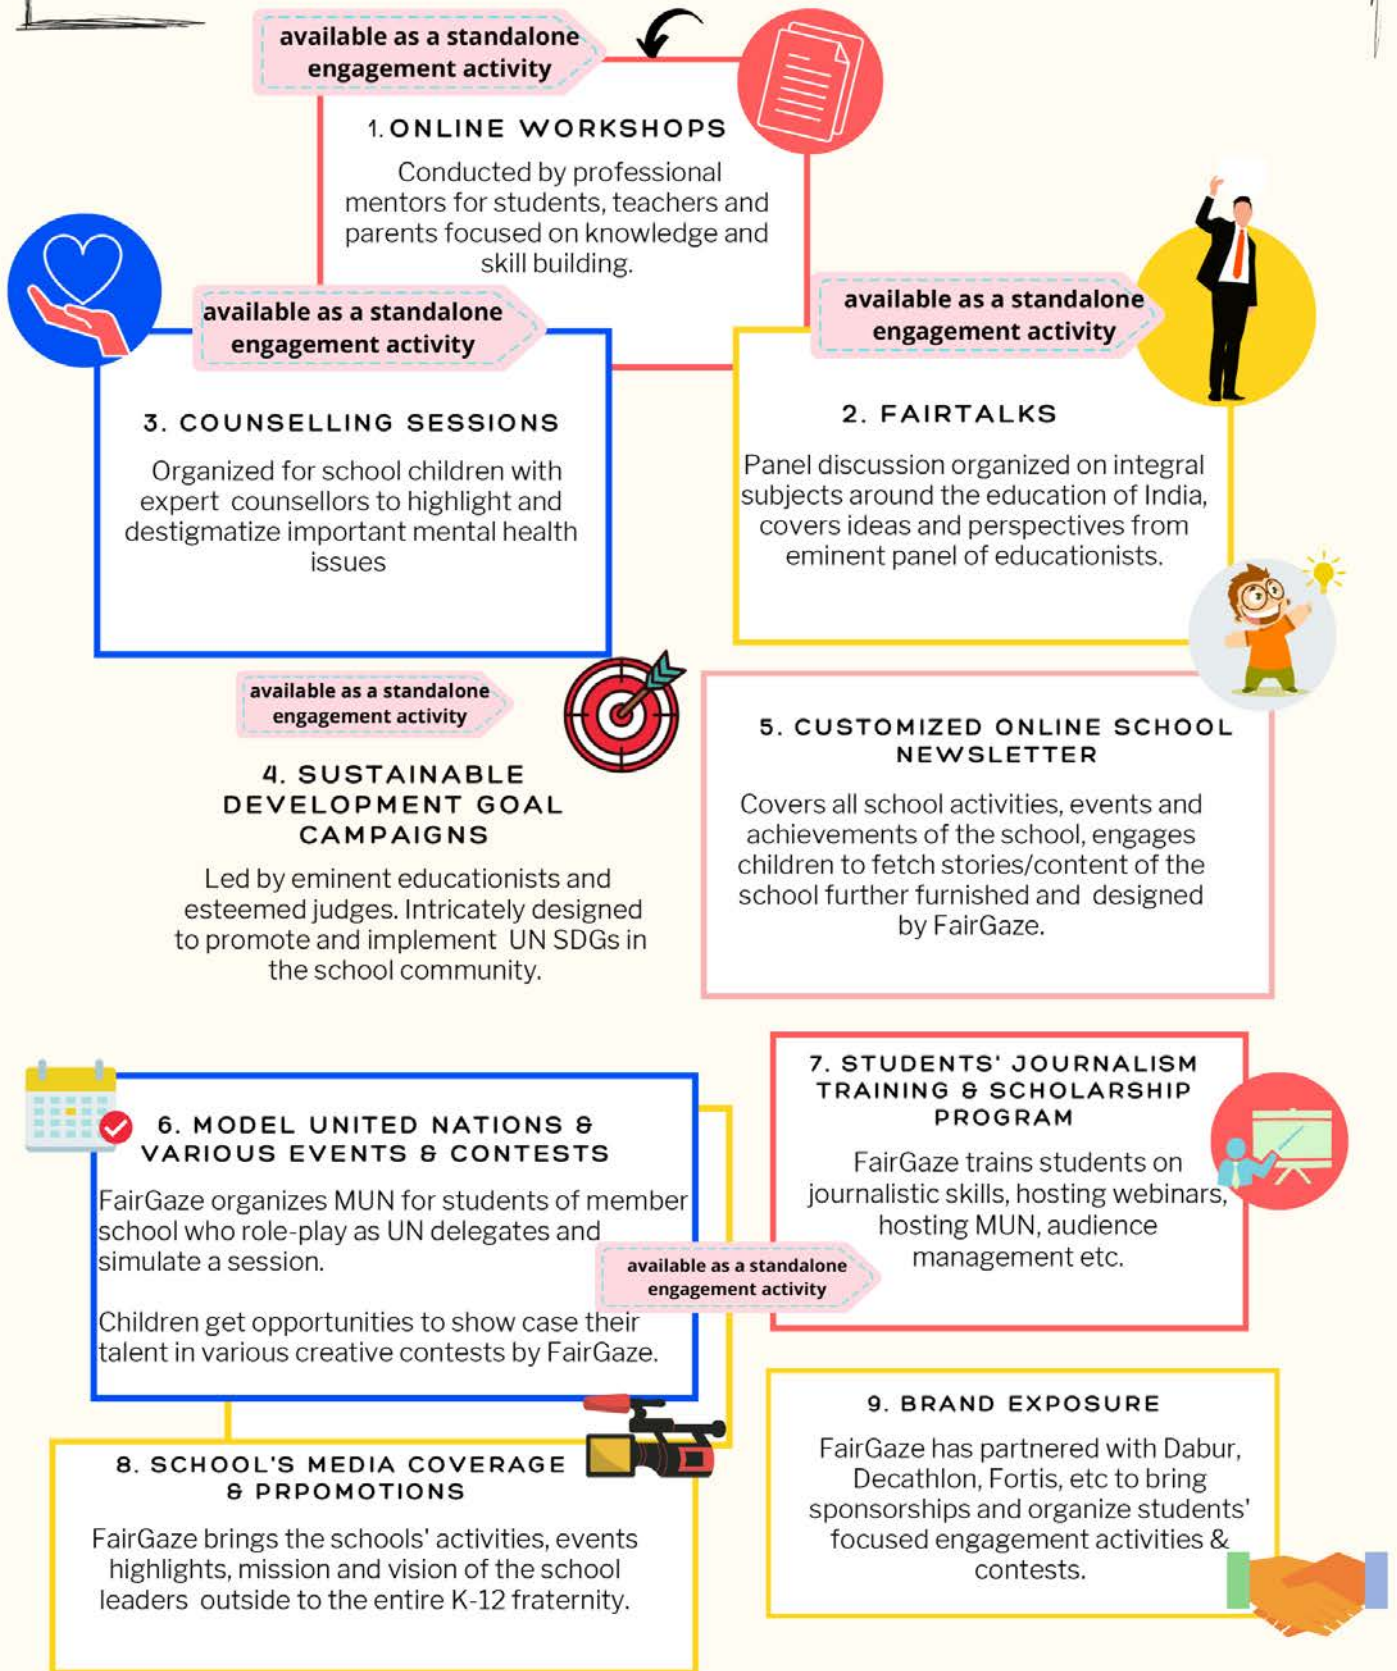 available as a standalone
engagement activity
1. ONLINE WORKSHOPS
Conducted by professional
mentors for students, teachers and
parents focused on knowledge and
skill building.
available as a standalone
engagement activity
2. FAIRTALKS
Panel discussion organized on integral
subjects around the education of India,
covers ideas and perspectives from
eminent panel of educationists.
available as a standalone
engagement activity
3. COUNSELLING SESSIONS
Organized for school children with
expert counsellors to highlight and
destigmatize important mental health
issues
available as a standalone
engagement activity
4. SUSTAINABLE
DEVELOPMENT GOAL
CAMPAIGNS
Led by eminent educationists and
esteemed judges. Intricately designed
to promote and implement UN SDGs in
the school community.
5. CUSTOMIZED ONLINE SCHOOL
NEWSLETTER
Covers all school activities, events and
achievements of the school, engages
children to fetch stories/content of the
school further furnished and designed
by FairGaze.
6. MODEL UNITED NATIONS &
VARIOUS EVENTS & CONTESTS
FairGaze organizes MUN for students of member
school who role-play as UN delegates and
simulate a session.
Children get opportunities to show case their
talent in various creative contests by FairGaze.
available as a standalone
engagement activity
7. STUDENTS' JOURNALISM
TRAINING & SCHOLARSHIP
PROGRAM
FairGaze trains students on
journalistic skills, hosting webinars,
hosting MUN, audience
management etc.
8. SCHOOL'S MEDIA COVERAGE
& PRPOMOTIONS
FairGaze brings the schools' activities, events
highlights, mission and vision of the school
leaders outside to the entire K-12 fraternity.
9. BRAND EXPOSURE
FairGaze has partnered with Dabur,
Decathlon, Fortis, etc to bring
sponsorships and organize students'
focused engagement activities &
contests.